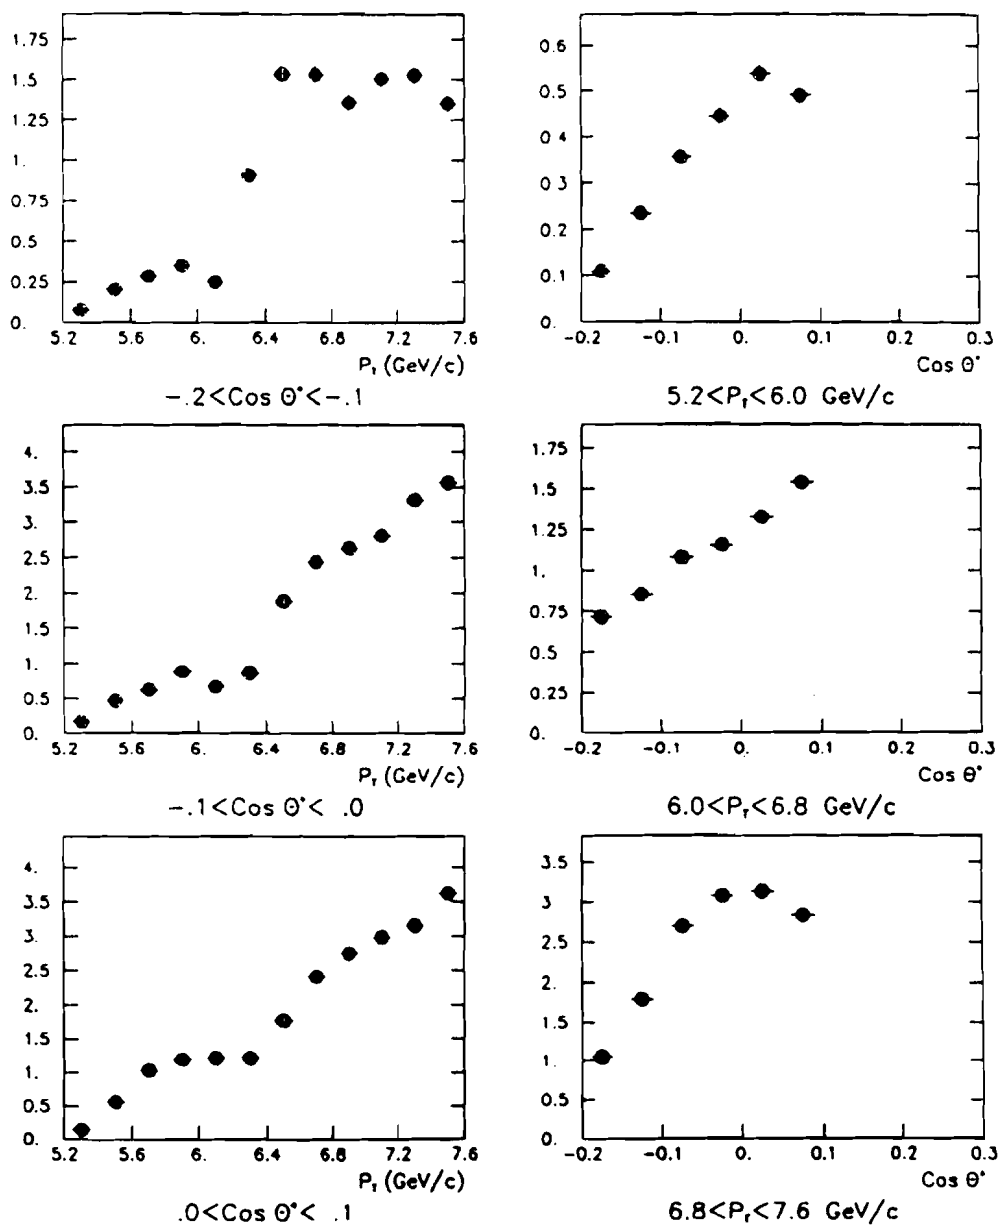 1.75
1.5
1.25
1.
0.75
0.5
0.25
0.
5.2 5.6 6. 6.4 6.8 7.2 7.6
P_T (GeV/c)
-.2<Cos Θ*<-.1
0.6
0.5
0.4
0.3
0.2
0.1
0.
-0.2 -0.1 0. 0.1 0.2 0.3
Cos Θ*
5.2<P_T<6.0 GeV/c
4.
3.5
3.
2.5
2.
1.5
1.
0.5
0.
5.2 5.6 6. 6.4 6.8 7.2 7.6
P_T (GeV/c)
-.1<Cos Θ*< .0
1.75
1.5
1.25
1.
0.75
0.5
0.25
0.
-0.2 -0.1 0. 0.1 0.2 0.3
Cos Θ*
6.0<P_T<6.8 GeV/c
4.
3.5
3.
2.5
2.
1.5
1.
0.5
0.
5.2 5.6 6. 6.4 6.8 7.2 7.6
P_T (GeV/c)
.0<Cos Θ*< .1
3.5
3.
2.5
2.
1.5
1.
0.5
0.
-0.2 -0.1 0. 0.1 0.2 0.3
Cos Θ*
6.8<P_T<7.6 GeV/c